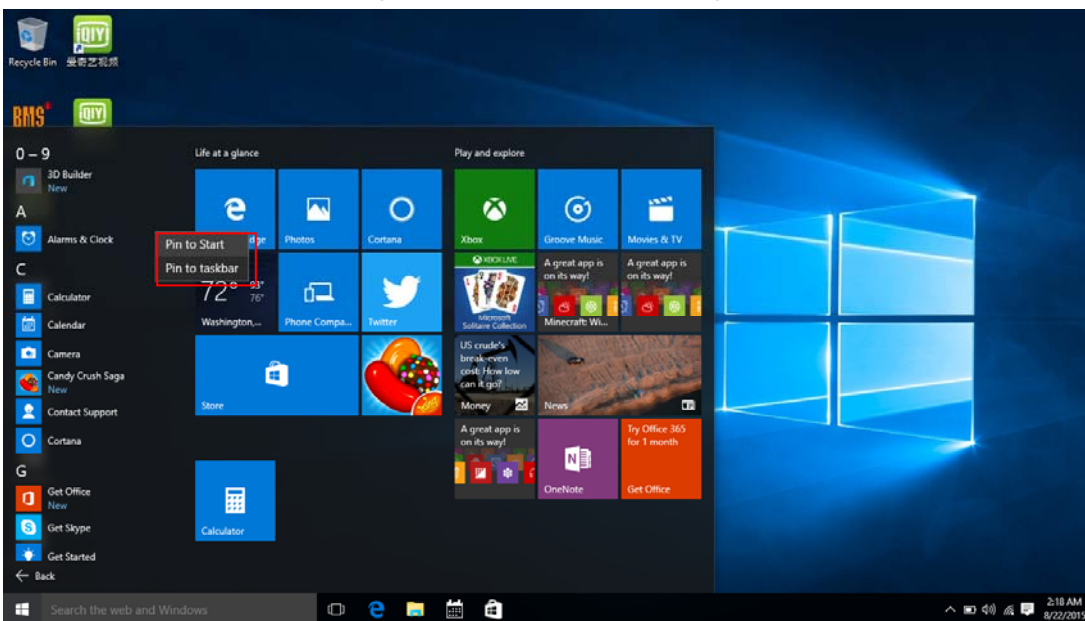 Recycle Bin
爱奇艺视频
iQIY
BMS
iQIY
0 – 9
3D Builder
New
A
Alarms & Clock
C
Calculator
Calendar
Camera
Candy Crush Saga
New
Contact Support
Cortana
G
Get Office
New
Get Skype
Get Started
Back
Pin to Start
Pin to taskbar
Life at a glance
dge
Photos
Cortana
72°
93°
76°
Washington,...
Phone Compa...
Twitter
Store
Calculator
Play and explore
Xbox
Groove Music
Movies & TV
XBOX LIVE
Microsoft
Solitaire Collection
A great app is
on its way!
Minecraft: Wi...
A great app is
on its way!
US crude's
break-even
cost: How low
can it go?
Money
News
A great app is
on its way!
OneNote
Try Office 365
for 1 month
Get Office
Search the web and Windows
2:18 AM
8/22/2015